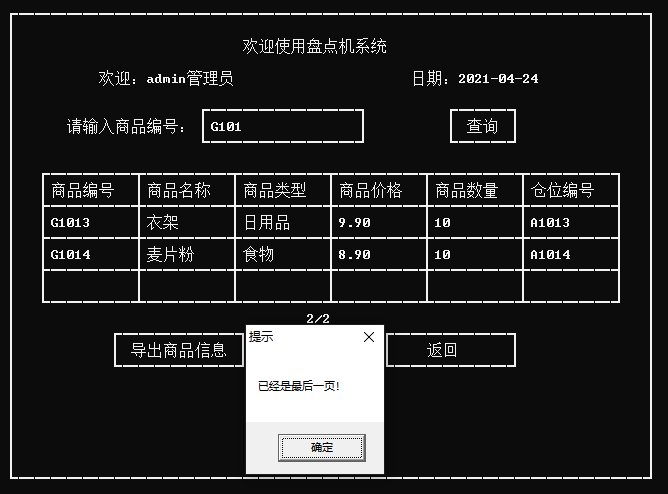 欢迎使用盘点机系统
欢迎：admin管理员 日期：2021-04-24
请输入商品编号： G101 查询
商品编号 商品名称 商品类型 商品价格 商品数量 仓位编号
G1013 衣架 日用品 9.90 10 A1013
G1014 麦片粉 食物 8.90 10 A1014
2/2
导出商品信息 返回
提示
已经是最后一页！
确定